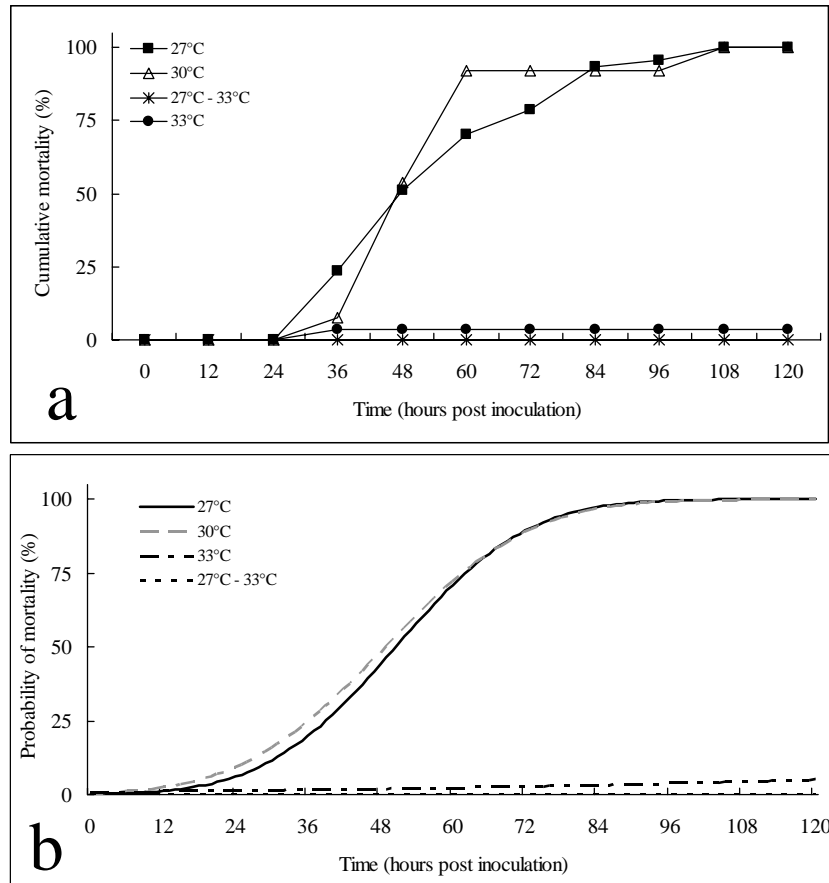 100
75
50
25
0
Cumulative mortality (%)
27°C
30°C
27°C - 33°C
33°C
0 12 24 36 48 60 72 84 96 108 120
Time (hours post inoculation)
a
100
75
50
25
0
Probability of mortality (%)
27°C
30°C
33°C
27°C - 33°C
0 12 24 36 48 60 72 84 96 108 120
Time (hours post inoculation)
b